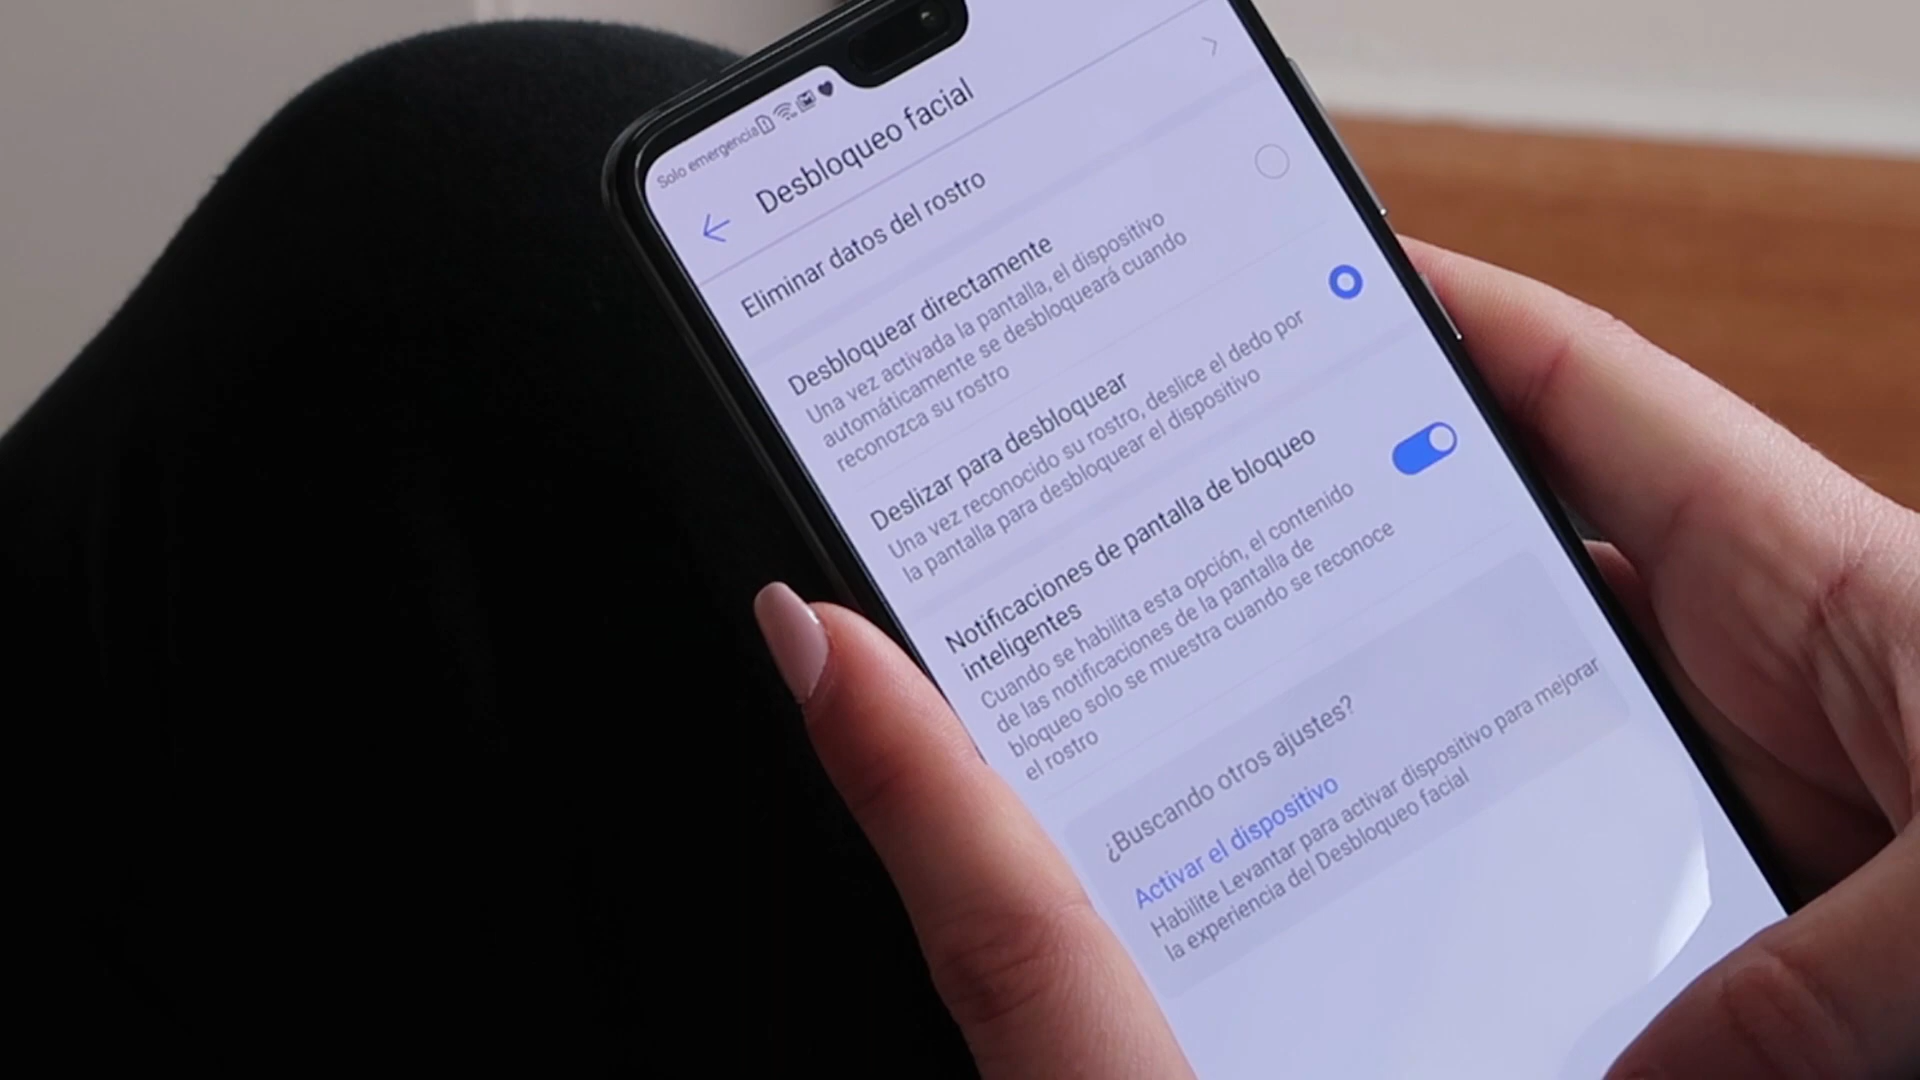 Solo emergencia
Desbloqueo facial
Eliminar datos del rostro
Desbloquear directamente
Una vez activada la pantalla, el dispositivo
automáticamente se desbloqueará cuando
reconozca su rostro
Deslizar para desbloquear
Una vez reconocido su rostro, deslice el dedo por
la pantalla para desbloquear el dispositivo
Notificaciones de pantalla de bloqueo
inteligentes
Cuando se habilita esta opción, el contenido
de las notificaciones de la pantalla de
bloqueo solo se muestra cuando se reconoce
el rostro
¿Buscando otros ajustes?
Activar el dispositivo
Habilite Levantar para activar dispositivo para mejorar
la experiencia del Desbloqueo facial